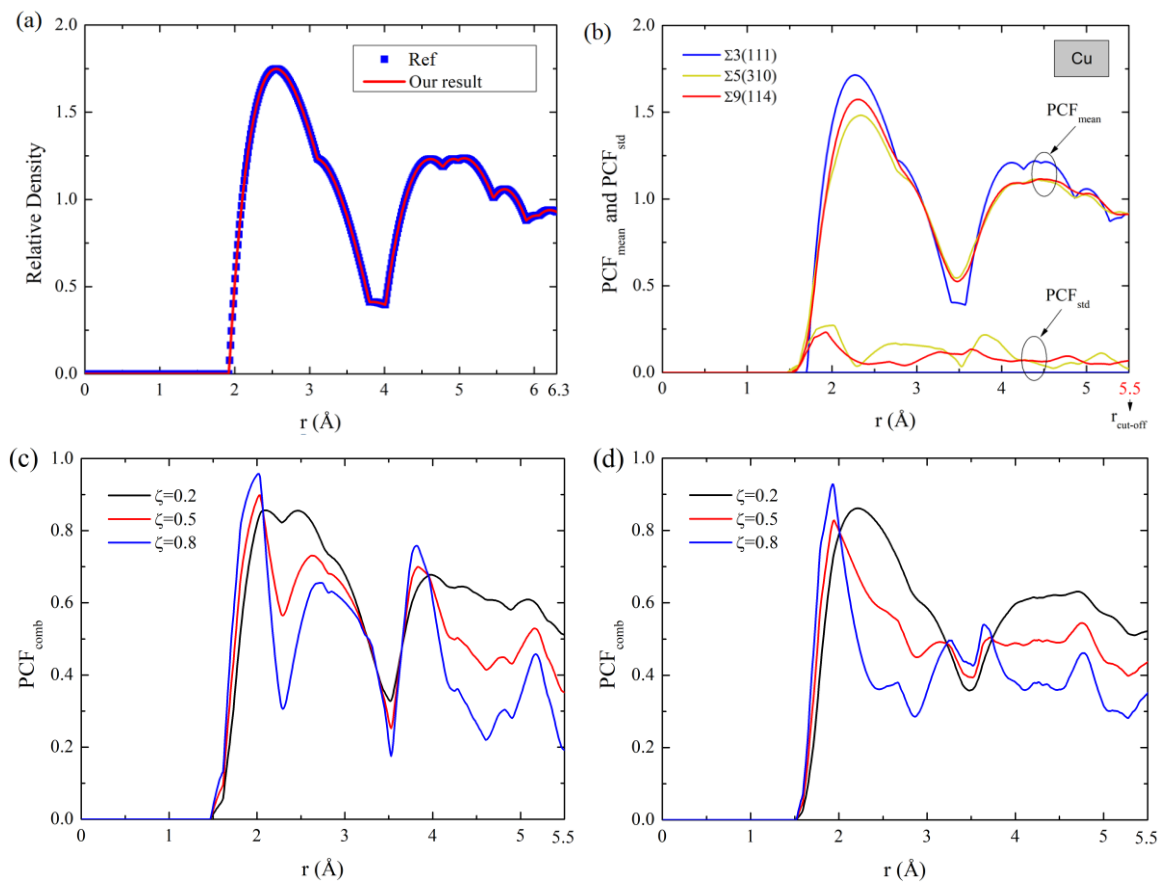 (a)
2.0
1.5
1.0
0.5
0.0
Relative Density
Ref
Our result
0 1 2 3 4 5 6 6.3
r (Å)
(b)
2.0
1.5
1.0
0.5
0.0
PCFmean and PCFstd
Σ3(111)
Σ5(310)
Σ9(114)
Cu
PCFmean
PCFstd
0 1 2 3 4 5 5.5
r (Å)
rcut-off
(c)
1.0
0.8
0.6
0.4
0.2
0.0
PCFcomb
ζ=0.2
ζ=0.5
ζ=0.8
0 1 2 3 4 5 5.5
r (Å)
(d)
1.0
0.8
0.6
0.4
0.2
0.0
PCFcomb
ζ=0.2
ζ=0.5
ζ=0.8
0 1 2 3 4 5 5.5
r (Å)